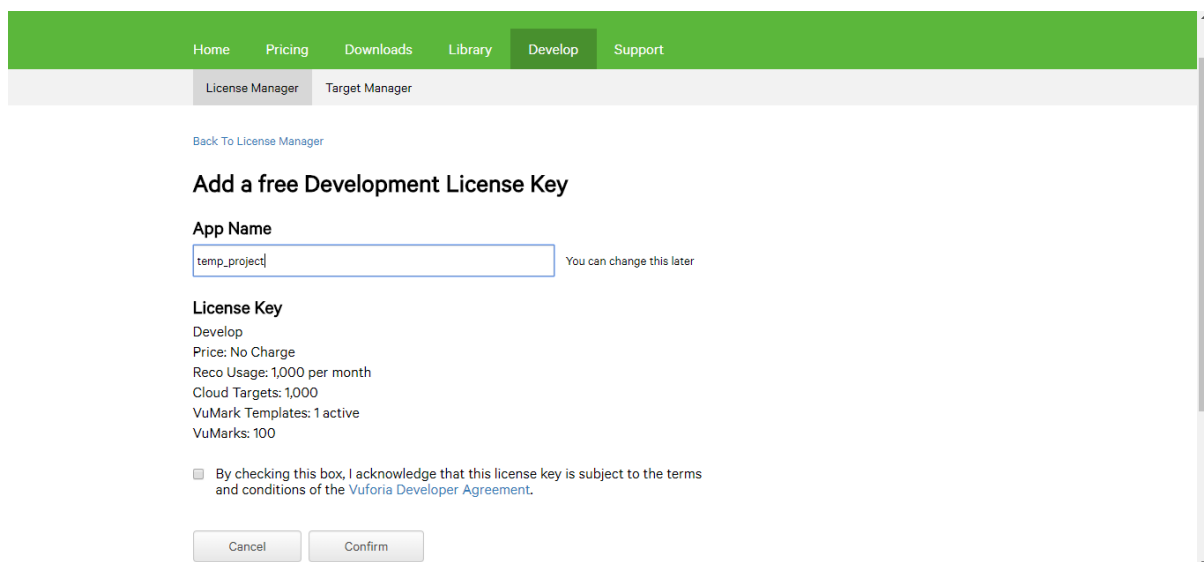 Home Pricing Downloads Library Develop Support
License Manager Target Manager
Back To License Manager
Add a free Development License Key
App Name
temp_project You can change this later
License Key
Develop
Price: No Charge
Reco Usage: 1,000 per month
Cloud Targets: 1,000
VuMark Templates: 1 active
VuMarks: 100
By checking this box, I acknowledge that this license key is subject to the terms
and conditions of the Vuforia Developer Agreement.
Cancel Confirm